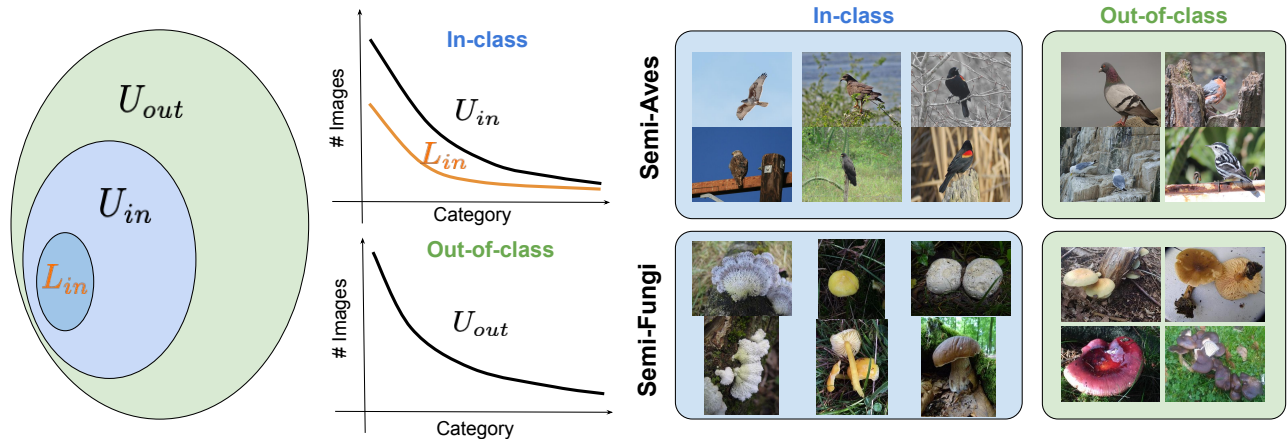 U_out
U_in
L_in
In-class
# Images
U_in
L_in
Category
Out-of-class
# Images
U_out
Category
In-class
Out-of-class
Semi-Aves
Semi-Fungi